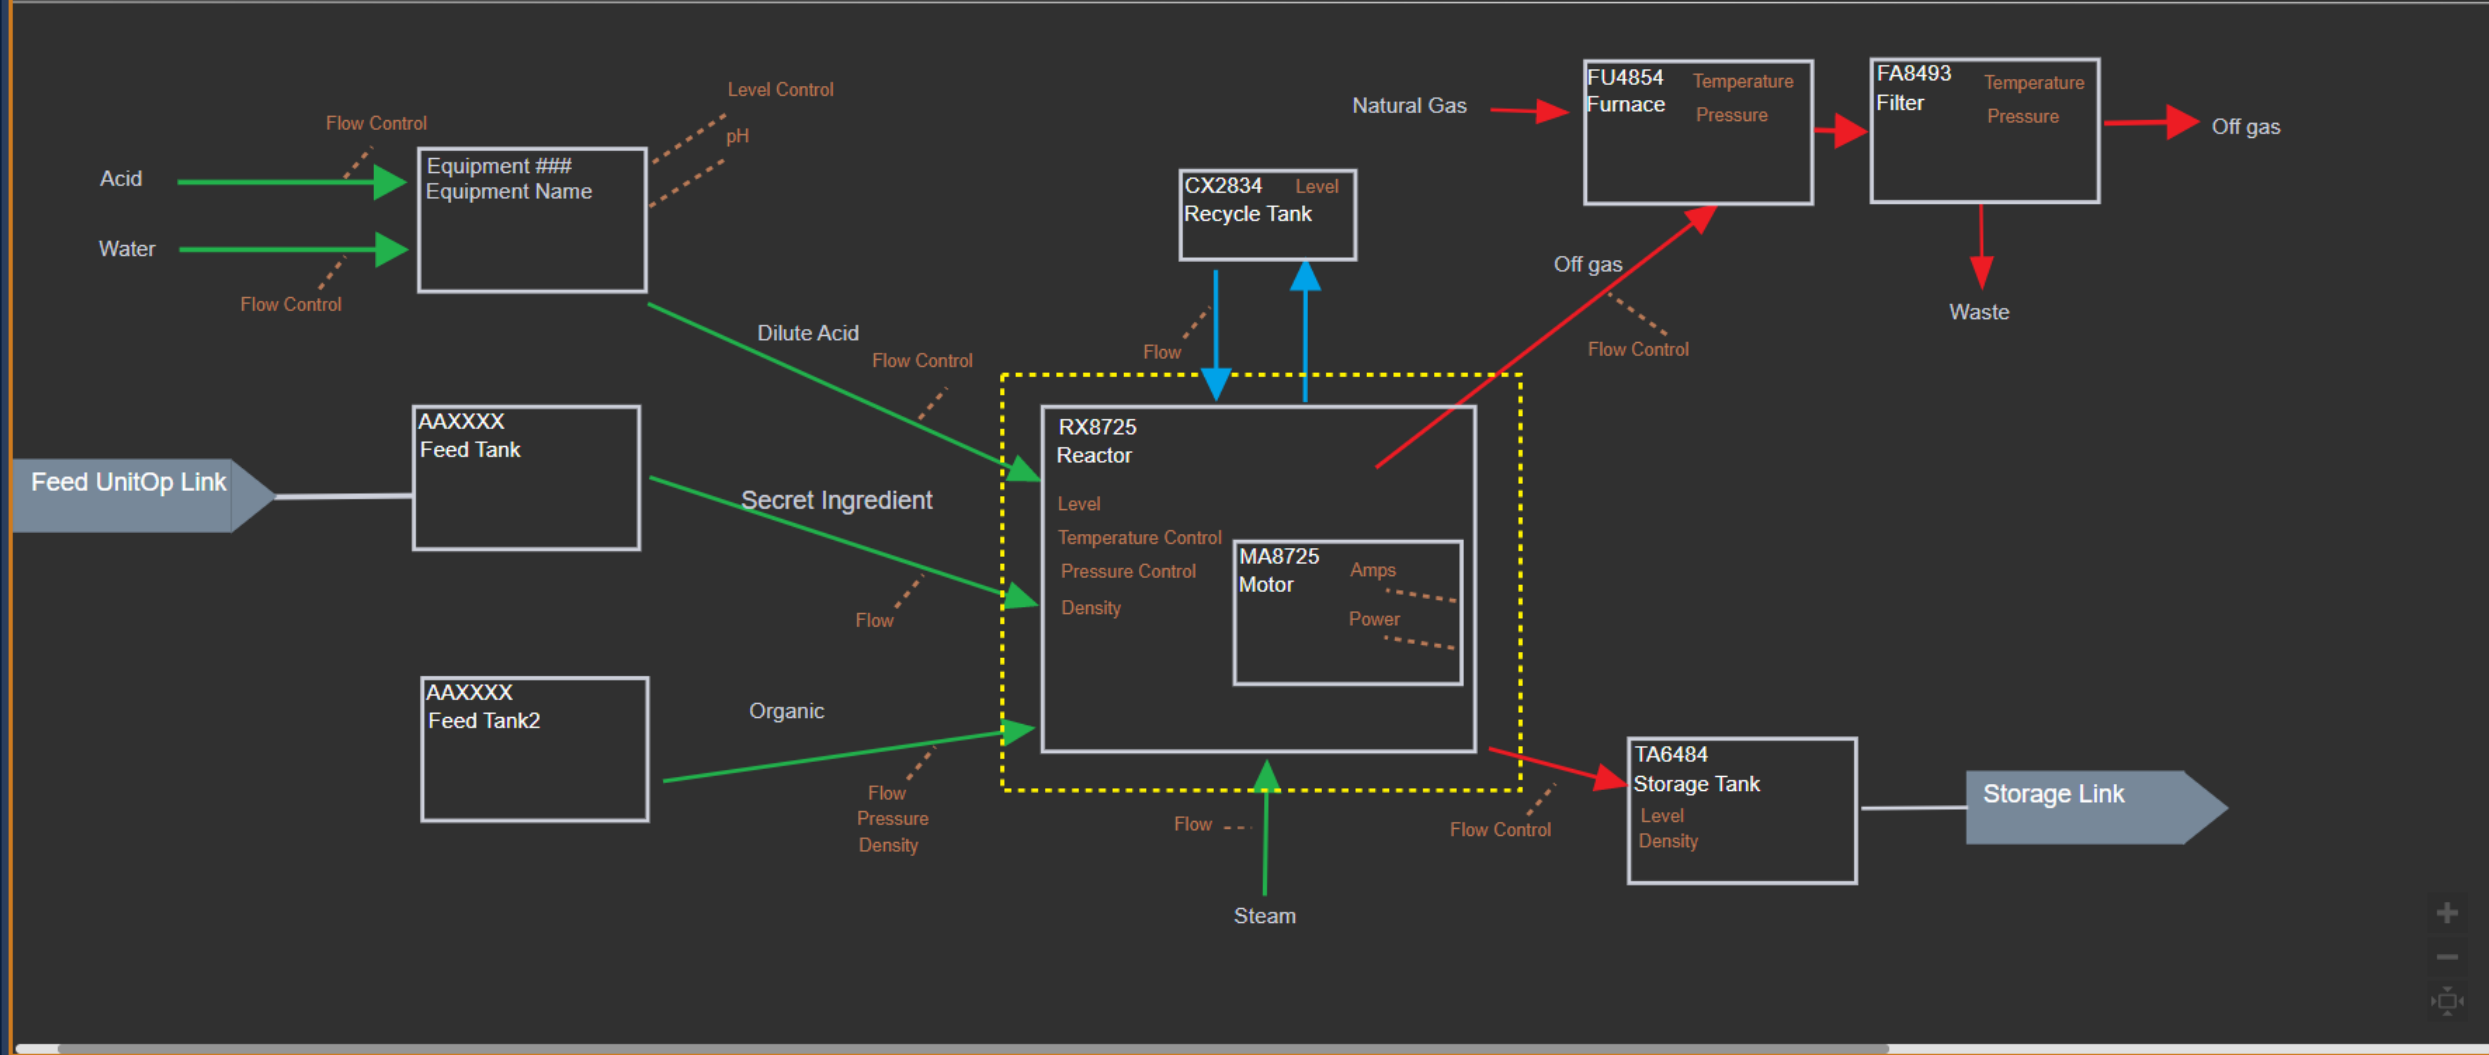 Level Control
Flow Control
pH
Acid
Equipment ###
Equipment Name
Water
Flow Control
Natural Gas
FU4854
Furnace
Temperature
Pressure
FA8493
Filter
Temperature
Pressure
Off gas
CX2834
Level
Recycle Tank
Off gas
Waste
Dilute Acid
Flow Control
Flow
Flow Control
Feed UnitOp Link
AAXXXX
Feed Tank
Secret Ingredient
Flow
RX8725
Reactor
Level
Temperature Control
Pressure Control
Density
MA8725
Motor
Amps
Power
AAXXXX
Feed Tank2
Organic
Flow
Pressure
Density
Flow
Steam
Flow Control
TA6484
Storage Tank
Level
Density
Storage Link